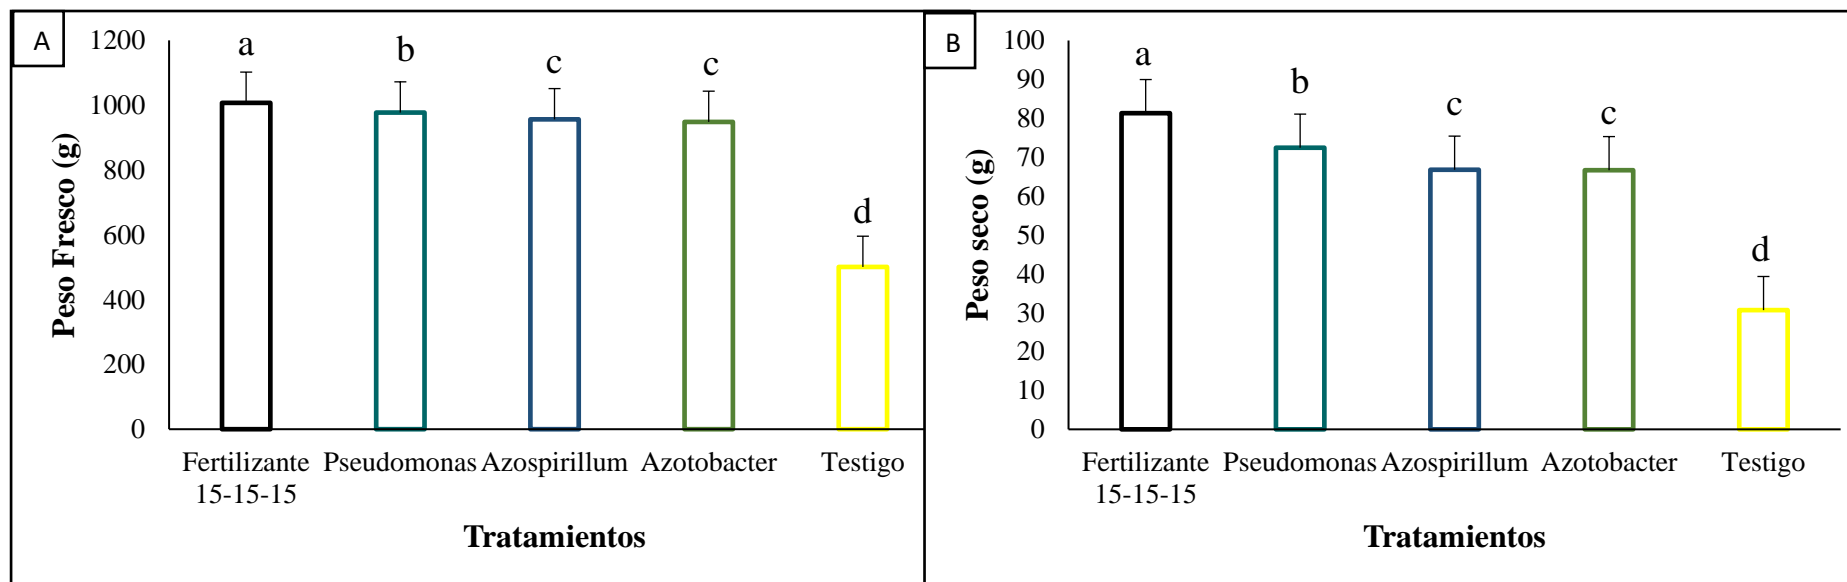 A
1200
1000
800
600
400
200
0
Peso Fresco (g)
a
b
c
c
d
Fertilizante
15-15-15
Pseudomonas
Azospirillum
Azotobacter
Testigo
Tratamientos
B
100
90
80
70
60
50
40
30
20
10
0
Peso seco (g)
a
b
c
c
d
Fertilizante
15-15-15
Pseudomonas
Azospirillum
Azotobacter
Testigo
Tratamientos